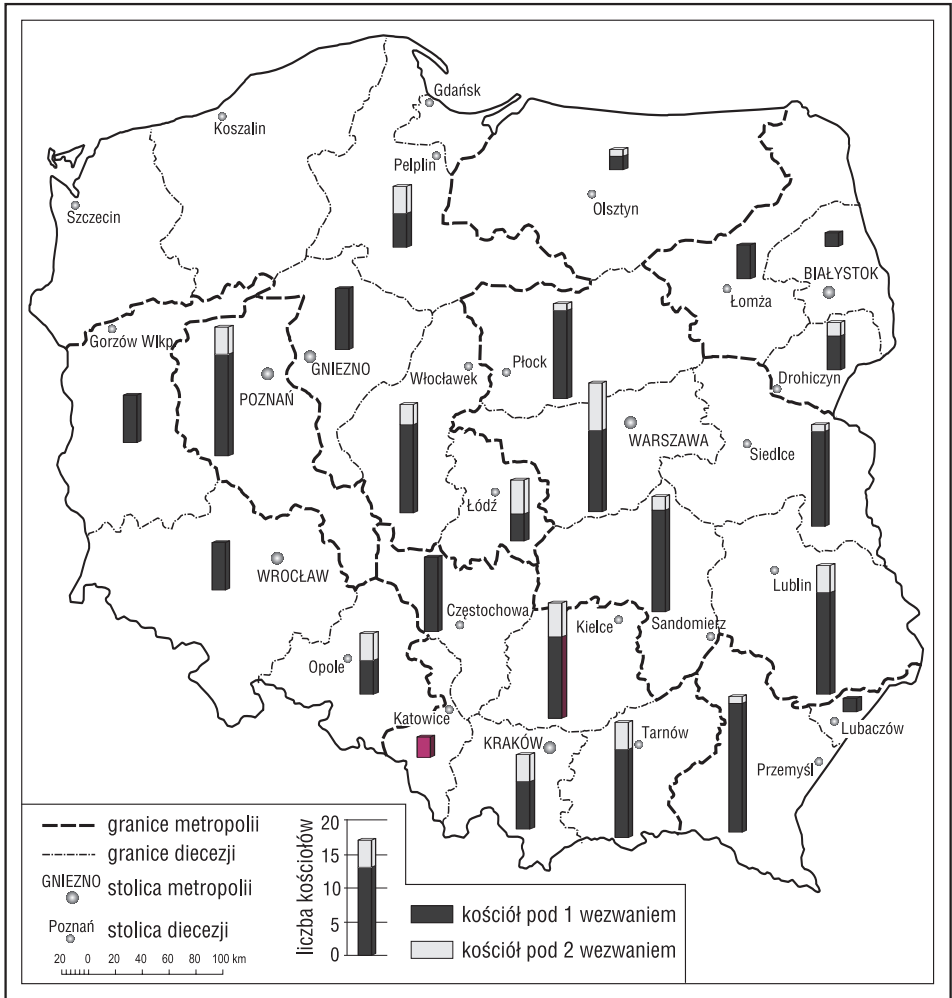 Gdańsk
Koszalin
Pelplin
Szczecin
Olsztyn
BIAŁYSTOK
Łomża
Gorzów Wlkp
GNIEZNO
Płock
Włocławek
POZNAŃ
Drohiczyn
WARSZAWA
Siedlce
Łódź
WROCŁAW
Lublin
Częstochowa
Kielce
Sandomierz
Opole
Katowice
KRAKÓW
Tarnów
Lubaczów
Przemyśl
granice metropolii
granice diecezji
GNIEZNO stolica metropolii
Poznań stolica diecezji
20 0 20 40 60 80 100 km
liczba kościołów
20
15
10
5
0
kościół pod 1 wezwaniem
kościół pod 2 wezwaniem